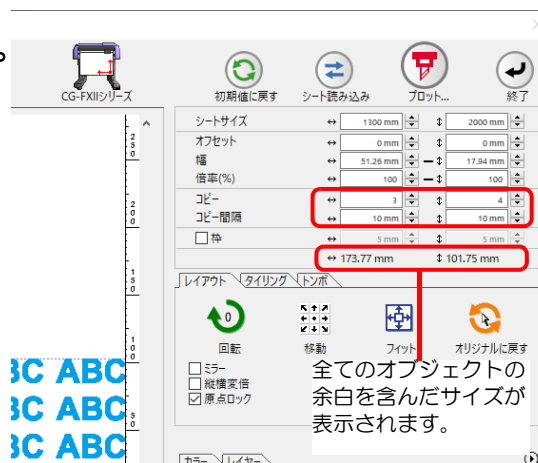 CG-FXIIシリーズ
初期値に戻す シート読み込み プロット... 終了
シートサイズ 1300 mm 2000 mm
オフセット 0 mm 0 mm
幅 51.26 mm 17.94 mm
倍率(%) 100 100
コピー 3 4
コピー間隔 10 mm 10 mm
枠 5 mm 5 mm
173.77 mm 101.75 mm
レイアウト タイリング トンボ
0
回転 移動 フィット オリジナルに戻す
ミラー
縦横変倍
原点ロック
全てのオブジェクトの
余白を含んだサイズが
表示されます。
カラー レイヤー
250
200
150
100
50
BC ABC
BC ABC
BC ABC